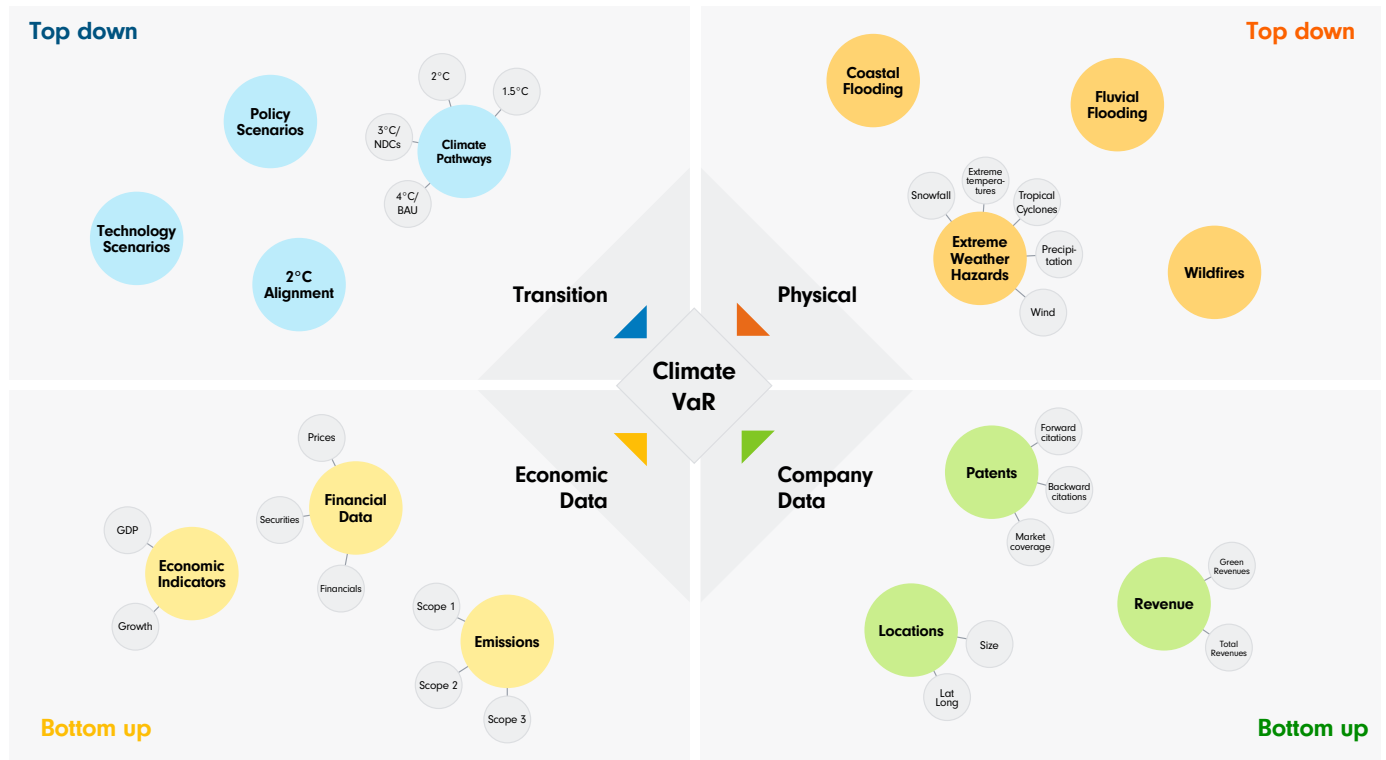 Top down
Policy
Scenarios
2°C
1.5°C
3°C/
NDCs
Climate
Pathways
4°C/
BAU
Technology
Scenarios
2°C
Alignment
Transition
Top down
Coastal
Flooding
Fluvial
Flooding
Snowfall
Extreme
tempera-
tures
Tropical
Cyclones
Extreme
Weather
Hazards
Precipi-
tation
Wind
Wildfires
Physical
Climate
VaR
Economic
Data
Prices
Financial
Data
Securities
Financials
GDP
Economic
Indicators
Growth
Scope 1
Emissions
Scope 2
Scope 3
Bottom up
Company
Data
Patents
Forward
citations
Backward
citations
Market
coverage
Locations
Size
Lat
Long
Revenue
Green
Revenues
Total
Revenues
Bottom up